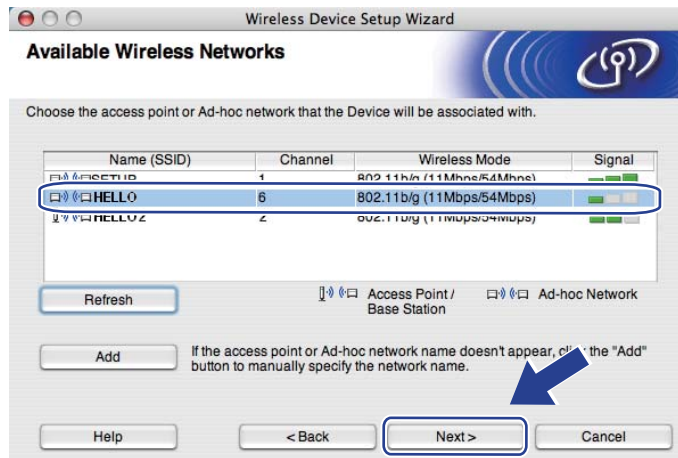 Wireless Device Setup Wizard
Available Wireless Networks
Choose the access point or Ad-hoc network that the Device will be associated with.
Name (SSID) Channel Wireless Mode Signal
SETUP 1 802.11b/g (11Mbps/54Mbps)
HELLO 6 802.11b/g (11Mbps/54Mbps)
HELLO2 2 802.11b/g (11Mbps/54Mbps)
Refresh Access Point / Ad-hoc Network
Base Station
Add If the access point or Ad-hoc network name doesn't appear, click the "Add"
button to manually specify the network name.
Help < Back Next > Cancel